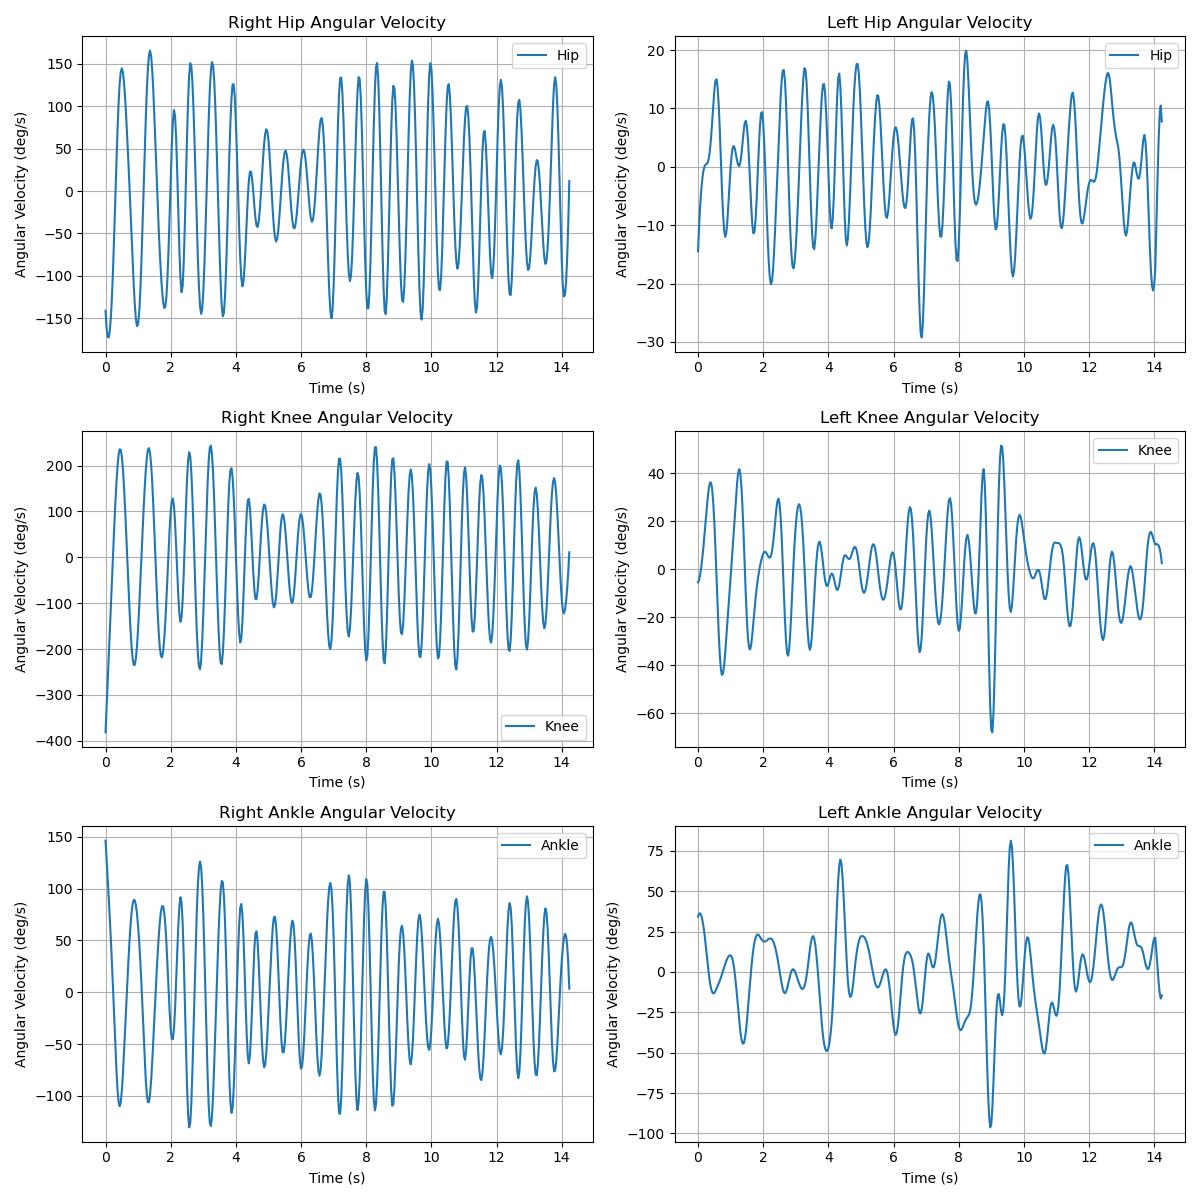 Right Hip Angular Velocity
Left Hip Angular Velocity
Hip
Hip
Angular Velocity (deg/s)
150
100
50
0
−50
−100
−150
0 2 4 6 8 10 12 14
Time (s)
Angular Velocity (deg/s)
20
10
0
−10
−20
−30
0 2 4 6 8 10 12 14
Time (s)
Right Knee Angular Velocity
Left Knee Angular Velocity
Knee
Knee
Angular Velocity (deg/s)
200
100
0
−100
−200
−300
−400
0 2 4 6 8 10 12 14
Time (s)
Angular Velocity (deg/s)
40
20
0
−20
−40
−60
0 2 4 6 8 10 12 14
Time (s)
Right Ankle Angular Velocity
Left Ankle Angular Velocity
Ankle
Ankle
Angular Velocity (deg/s)
150
100
50
0
−50
−100
0 2 4 6 8 10 12 14
Time (s)
Angular Velocity (deg/s)
75
50
25
0
−25
−50
−75
−100
0 2 4 6 8 10 12 14
Time (s)